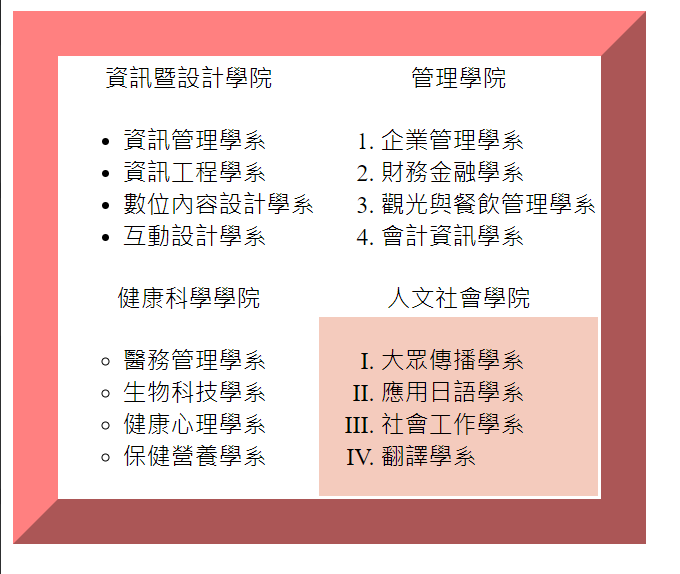 資訊暨設計學院
• 資訊管理學系
• 資訊工程學系
• 數位內容設計學系
• 互動設計學系
管理學院
1. 企業管理學系
2. 財務金融學系
3. 觀光與餐飲管理學系
4. 會計資訊學系
健康科學學院
◦ 醫務管理學系
◦ 生物科技學系
◦ 健康心理學系
◦ 保健營養學系
人文社會學院
I. 大眾傳播學系
II. 應用日語學系
III. 社會工作學系
IV. 翻譯學系